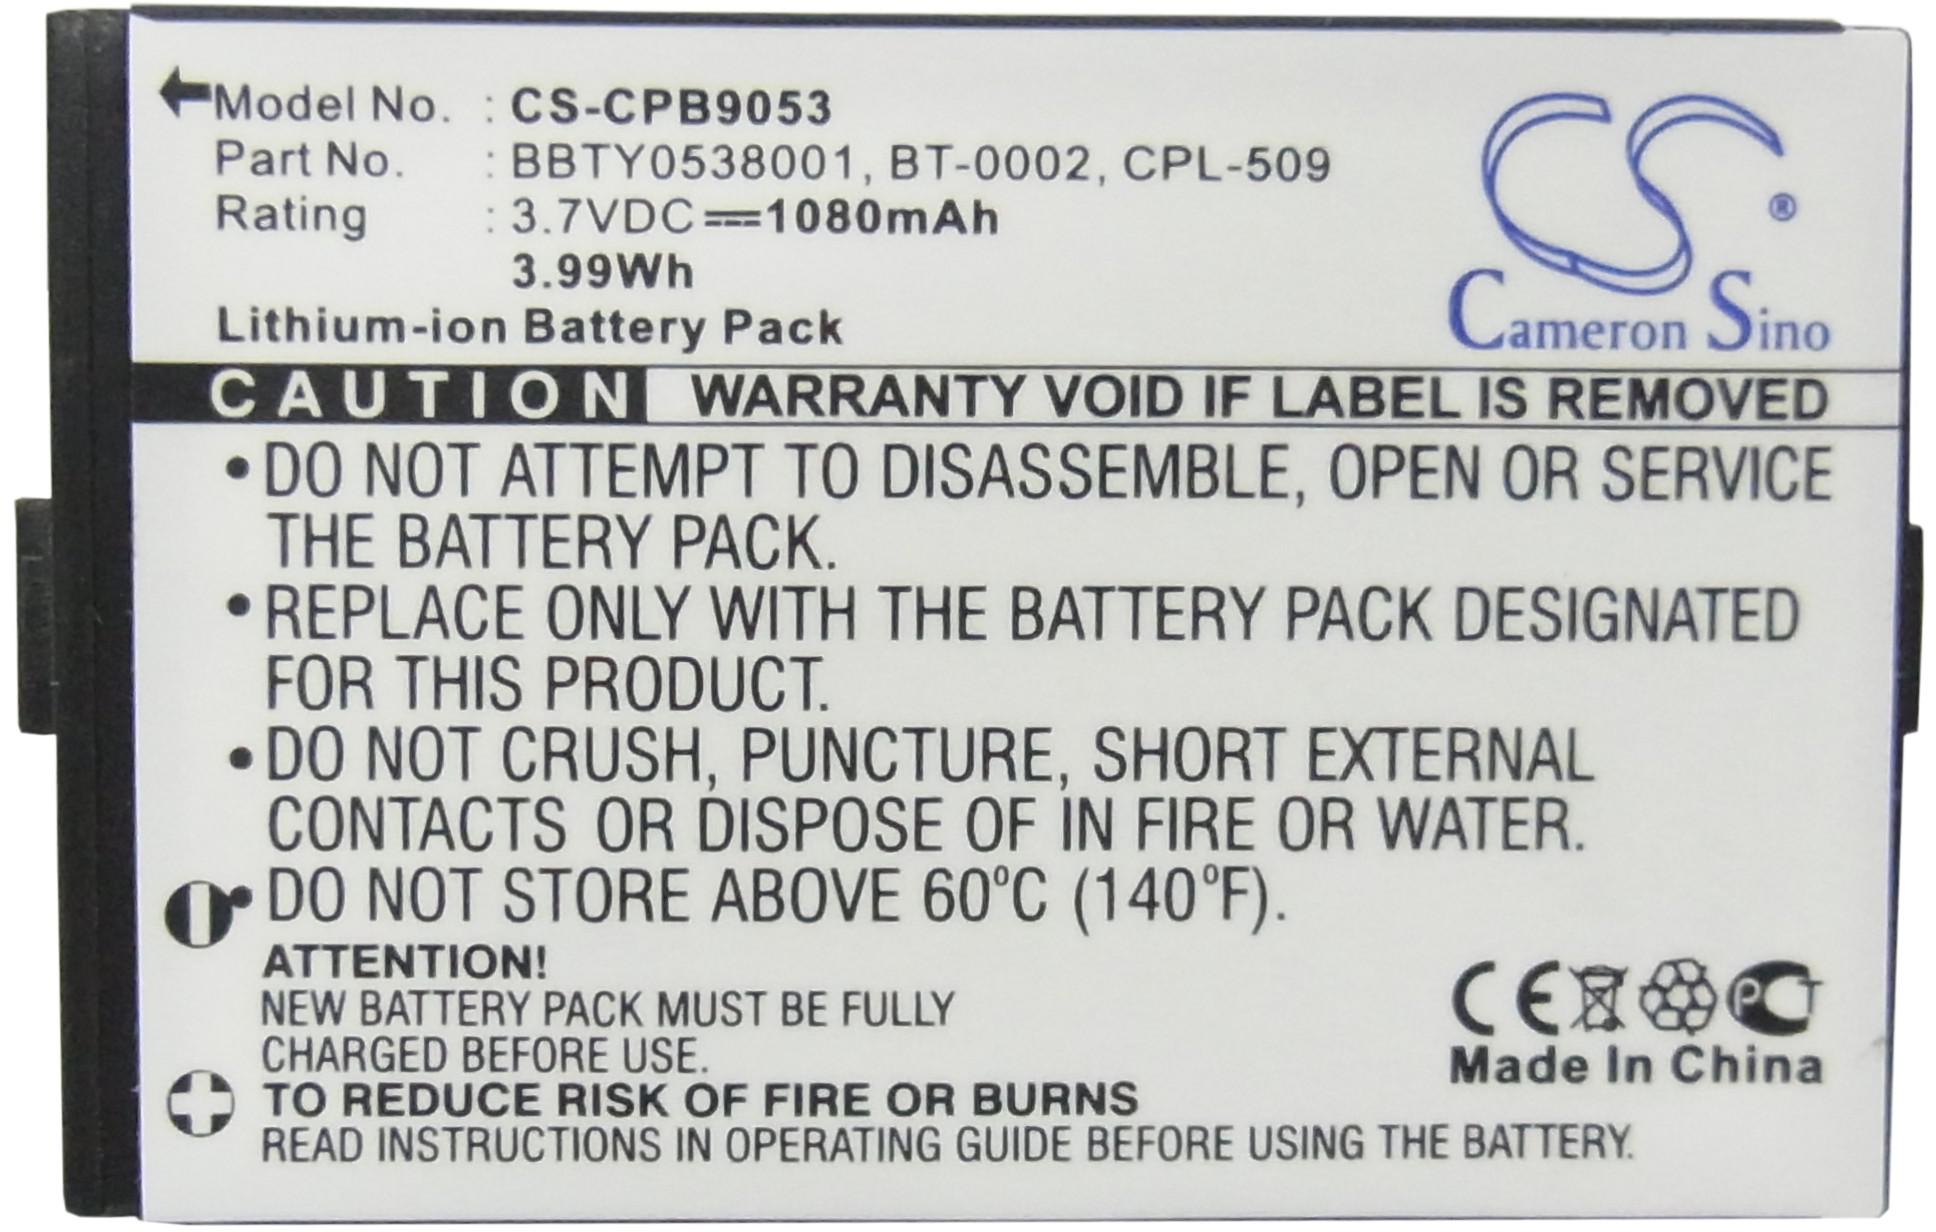 Model No. : CS-CPB9053
Part No. : BBTY0538001, BT-0002, CPL-509
Rating : 3.7VDC⎓1080mAh
3.99Wh
Lithium-ion Battery Pack
CS®
Cameron Sino
CAUTION WARRANTY VOID IF LABEL IS REMOVED
•DO NOT ATTEMPT TO DISASSEMBLE, OPEN OR SERVICE
THE BATTERY PACK.
•REPLACE ONLY WITH THE BATTERY PACK DESIGNATED
FOR THIS PRODUCT.
•DO NOT CRUSH, PUNCTURE, SHORT EXTERNAL
CONTACTS OR DISPOSE OF IN FIRE OR WATER.
•DO NOT STORE ABOVE 60°C (140°F).
ATTENTION!
NEW BATTERY PACK MUST BE FULLY
CHARGED BEFORE USE.
CE PCT
Made In China
TO REDUCE RISK OF FIRE OR BURNS
READ INSTRUCTIONS IN OPERATING GUIDE BEFORE USING THE BATTERY.